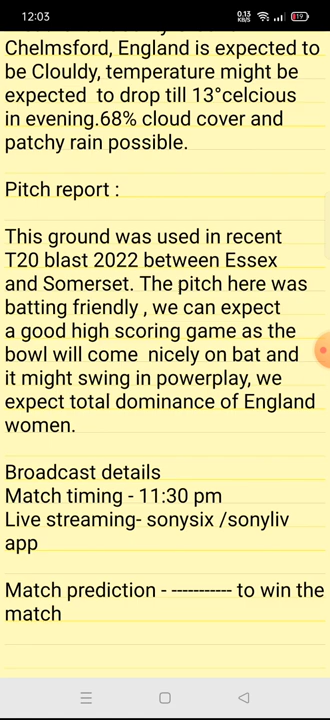 12:03
0.13
KB/S
19
Chelmsford, England is expected to
be Clouldy, temperature might be
expected to drop till 13°celcious
in evening.68% cloud cover and
patchy rain possible.
Pitch report :
This ground was used in recent
T20 blast 2022 between Essex
and Somerset. The pitch here was
batting friendly , we can expect
a good high scoring game as the
bowl will come nicely on bat and
it might swing in powerplay, we
expect total dominance of England
women.
Broadcast details
Match timing - 11:30 pm
Live streaming- sonysix /sonyliv
app
Match prediction - ----------- to win the
match